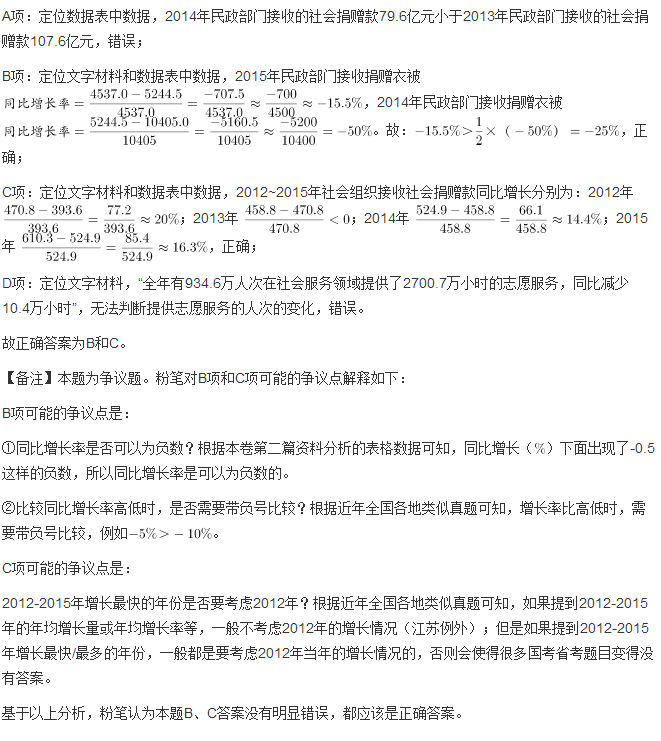 A项：定位数据表中数据，2014年民政部门接收的社会捐赠款79.6亿元小于2013年民政部门接收的社会捐
赠款107.6亿元，错误；
B项：定位文字材料和数据表中数据，2015年民政部门接收捐赠衣被
同比增长率 = \frac{4537.0-5244.5}{4537.0} = \frac{-707.5}{4537.0} ≈ \frac{-700}{4500} ≈ -15.5%，2014年民政部门接收捐赠衣被
同比增长率 = \frac{5244.5-10405.0}{10405} = \frac{-5160.5}{10405} ≈ \frac{-5200}{10400} = -50%。故：-15.5%>\frac{1}{2}×（-50%）=-25%，正
确；
C项：定位文字材料和数据表中数据，2012~2015年社会组织接收社会捐赠款同比增长分别为：2012年
\frac{470.8-393.6}{393.6} = \frac{77.2}{393.6} ≈20%；2013年 \frac{458.8-470.8}{470.8} <0；2014年 \frac{524.9-458.8}{458.8} = \frac{66.1}{458.8} ≈14.4%；2015
年 \frac{610.3-524.9}{524.9} = \frac{85.4}{524.9} ≈16.3%，正确；
D项：定位文字材料，“全年有934.6万人次在社会服务领域提供了2700.7万小时的志愿服务，同比减少
10.4万小时”，无法判断提供志愿服务的人次的变化，错误。
故正确答案为B和C。
【备注】本题为争议题。粉笔对B项和C项可能的争议点解释如下：
B项可能的争议点是：
①同比增长率是否可以为负数？根据本卷第二篇资料分析的表格数据可知，同比增长（%）下面出现了-0.5
这样的负数，所以同比增长率是可以为负数的。
②比较同比增长率高低时，是否需要带负号比较？根据近年全国各地类似真题可知，增长率比高低时，需
要带负号比较，例如-5%>-10%。
C项可能的争议点是：
2012-2015年增长最快的年份是否要考虑2012年？根据近年全国各地类似真题可知，如果提到2012-2015
年的年均增长量或年均增长率等，一般不考虑2012年的增长情况（江苏例外）；但是如果提到2012-2015
年增长最快/最多的年份，一般都是要考虑2012年当年的增长情况的，否则会使得很多国考省考题目变得没
有答案。
基于以上分析，粉笔认为本题B、C答案没有明显错误，都应该是正确答案。